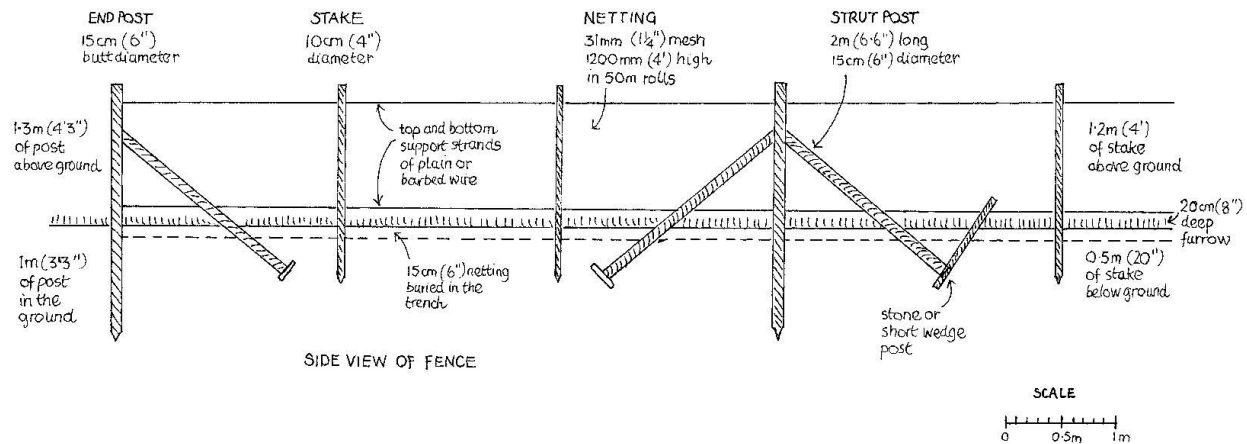 END POST
15cm (6")
butt diameter
STAKE
10cm (4")
diameter
NETTING
31mm (1¼") mesh
1200mm (4') high
in 50m rolls
STRUT POST
2m (6'6") long
15cm (6") diameter
1·3m (4'3")
of post
above ground
top and bottom
support strands
of plain or
barbed wire
1·2m (4')
of stake
above ground
20cm (8")
deep
furrow
1m (3'3")
of post
in the
ground
15cm (6") netting
buried in the
trench
0·5m (20")
of stake
below ground
stone or
short wedge
post
SIDE VIEW OF FENCE
SCALE
0 0·5m 1m